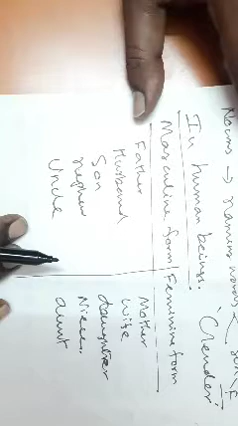 Nouns → Naming words
'Gender'
In human beings.
Masculine form | Feminine form
Father Mother
Husband Wife
Son daughter
nephew Niece.
Uncle aunt